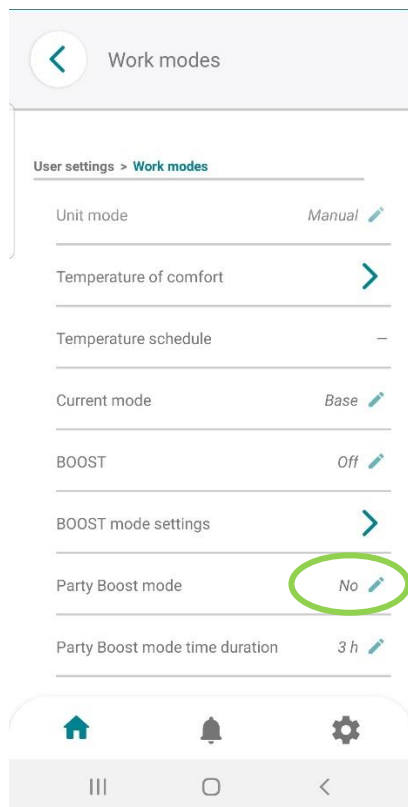 Work modes
User settings > Work modes
Unit mode Manual
Temperature of comfort
Temperature schedule –
Current mode Base
BOOST Off
BOOST mode settings
Party Boost mode No
Party Boost mode time duration 3 h